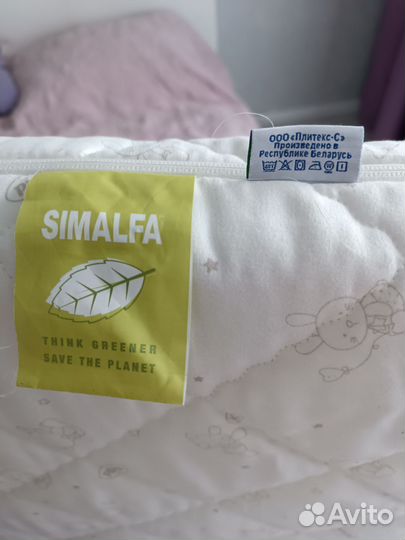 ООО «Плитекс-С»
Произведено в
Республике Беларусь
SIMALFA
THINK GREENER
SAVE THE PLANET
Avito